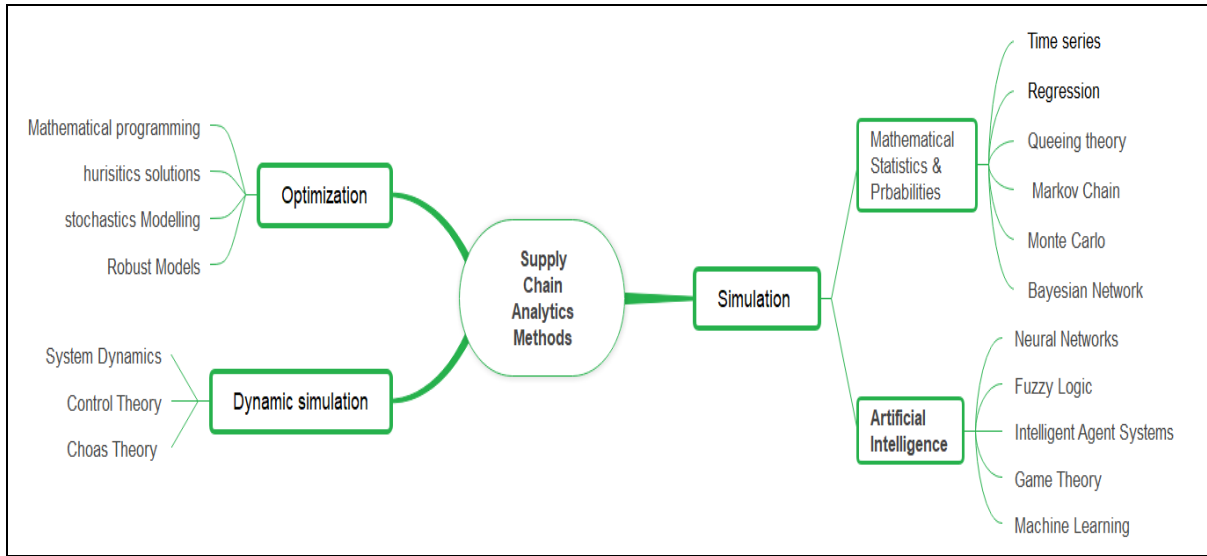 Mathematical programming
hurisitics solutions
stochastics Modelling
Robust Models
Optimization
System Dynamics
Control Theory
Choas Theory
Dynamic simulation
Supply
Chain
Analytics
Methods
Simulation
Mathematical
Statistics &
Prbabilities
Time series
Regression
Queeing theory
Markov Chain
Monte Carlo
Bayesian Network
Artificial
Intelligence
Neural Networks
Fuzzy Logic
Intelligent Agent Systems
Game Theory
Machine Learning